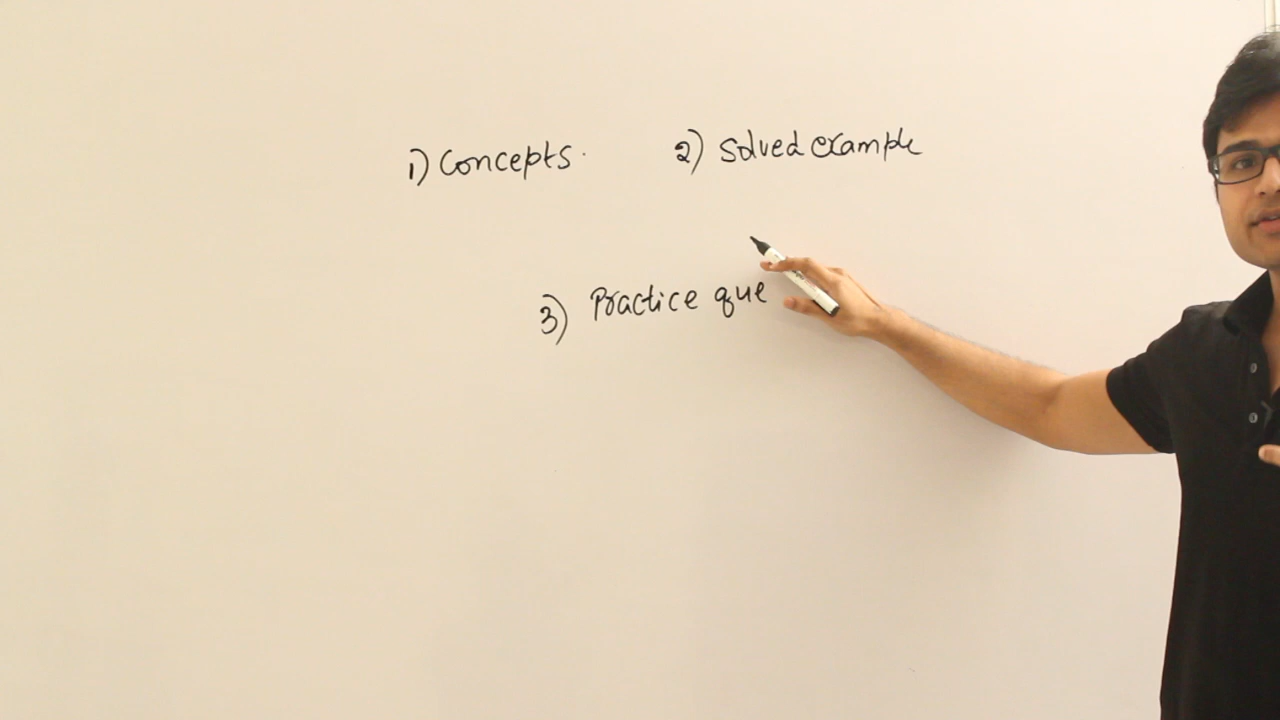 1) Concepts. 2) Solved example
3) Practice que